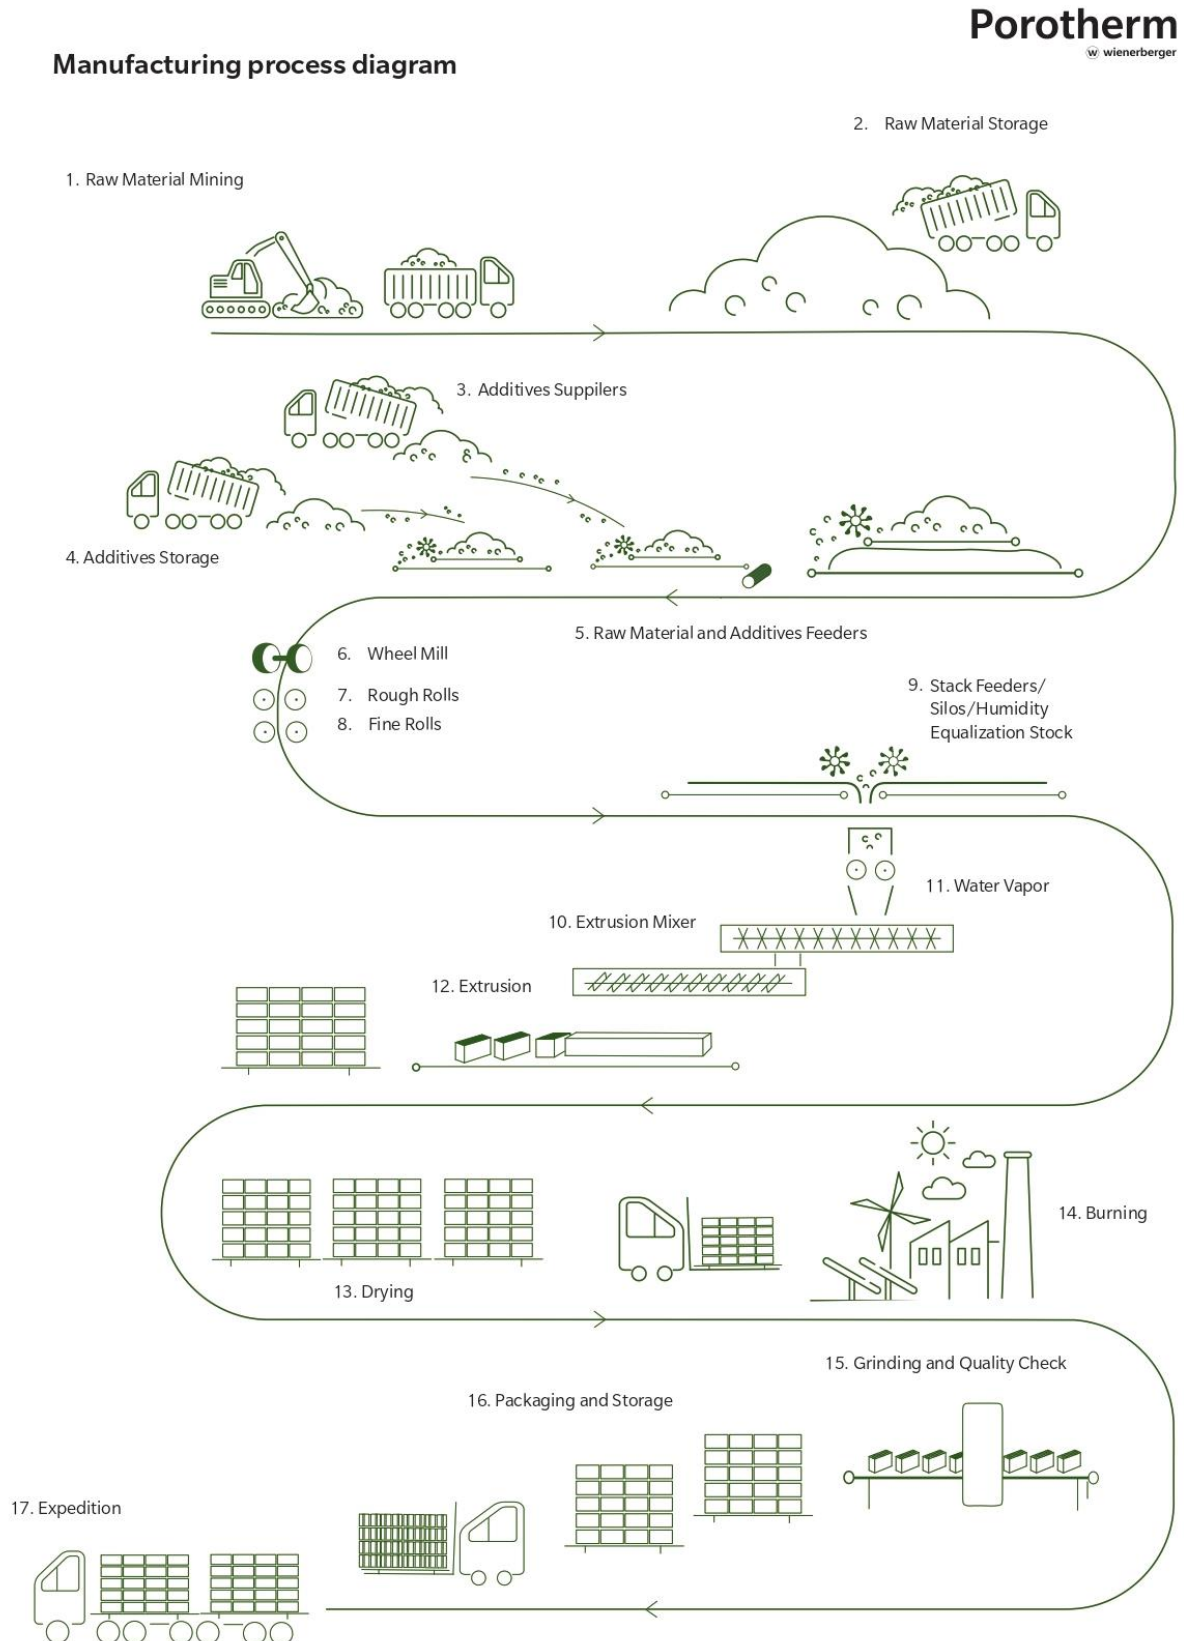 Porotherm
w wienerberger
Manufacturing process diagram
2. Raw Material Storage
1. Raw Material Mining
3. Additives Suppilers
4. Additives Storage
5. Raw Material and Additives Feeders
6. Wheel Mill
7. Rough Rolls
8. Fine Rolls
9. Stack Feeders/
Silos/Humidity
Equalization Stock
11. Water Vapor
10. Extrusion Mixer
12. Extrusion
14. Burning
13. Drying
15. Grinding and Quality Check
16. Packaging and Storage
17. Expedition